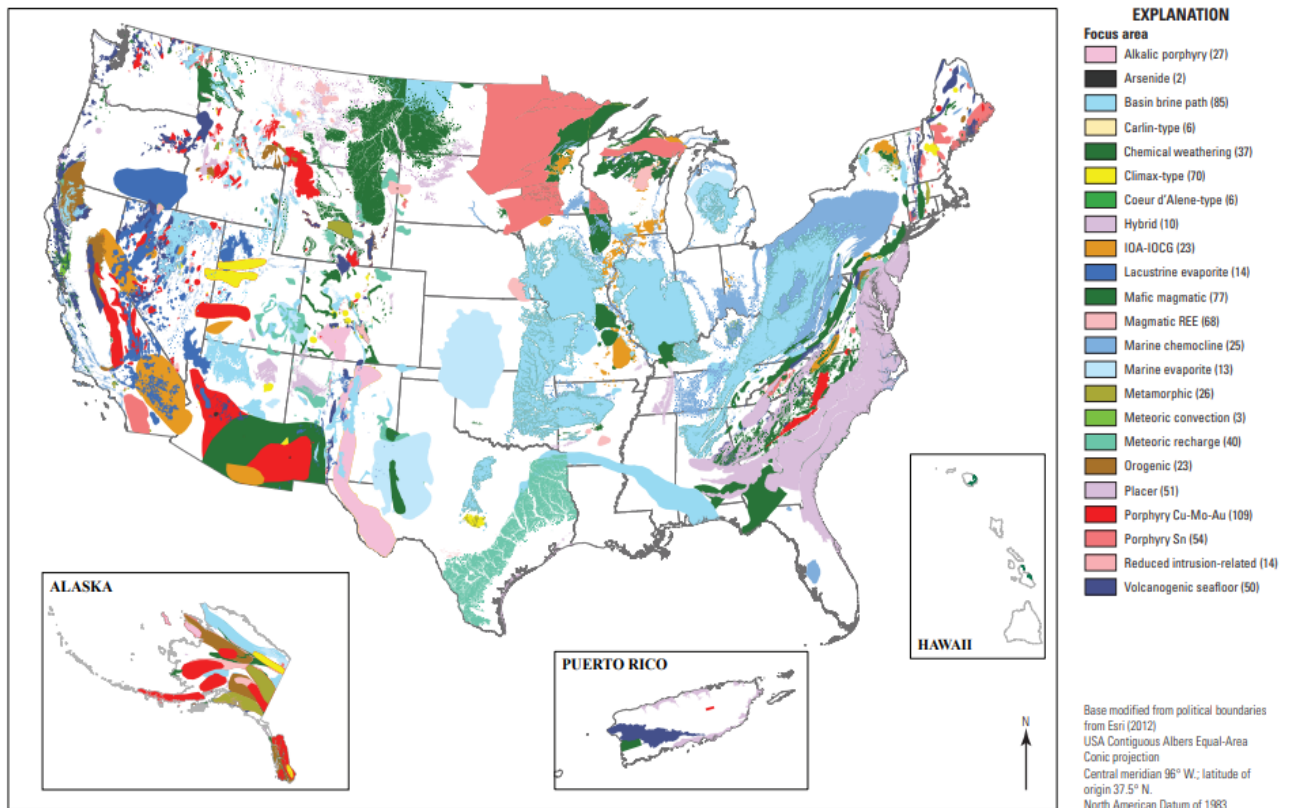 EXPLANATION
Focus area
Alkalic porphyry (27)
Arsenide (2)
Basin brine path (85)
Carlin-type (6)
Chemical weathering (37)
Climax-type (70)
Coeur d'Alene-type (6)
Hybrid (10)
IOA-IOCG (23)
Lacustrine evaporite (14)
Mafic magmatic (77)
Magmatic REE (68)
Marine chemocline (25)
Marine evaporite (13)
Metamorphic (26)
Meteoric convection (3)
Meteoric recharge (40)
Orogenic (23)
Placer (51)
Porphyry Cu-Mo-Au (109)
Porphyry Sn (54)
Reduced intrusion-related (14)
Volcanogenic seafloor (50)
ALASKA
PUERTO RICO
HAWAII
N
Base modified from political boundaries
from Esri (2012)
USA Contiguous Albers Equal-Area
Conic projection
Central meridian 96° W.; latitude of
origin 37.5° N.
North American Datum of 1983